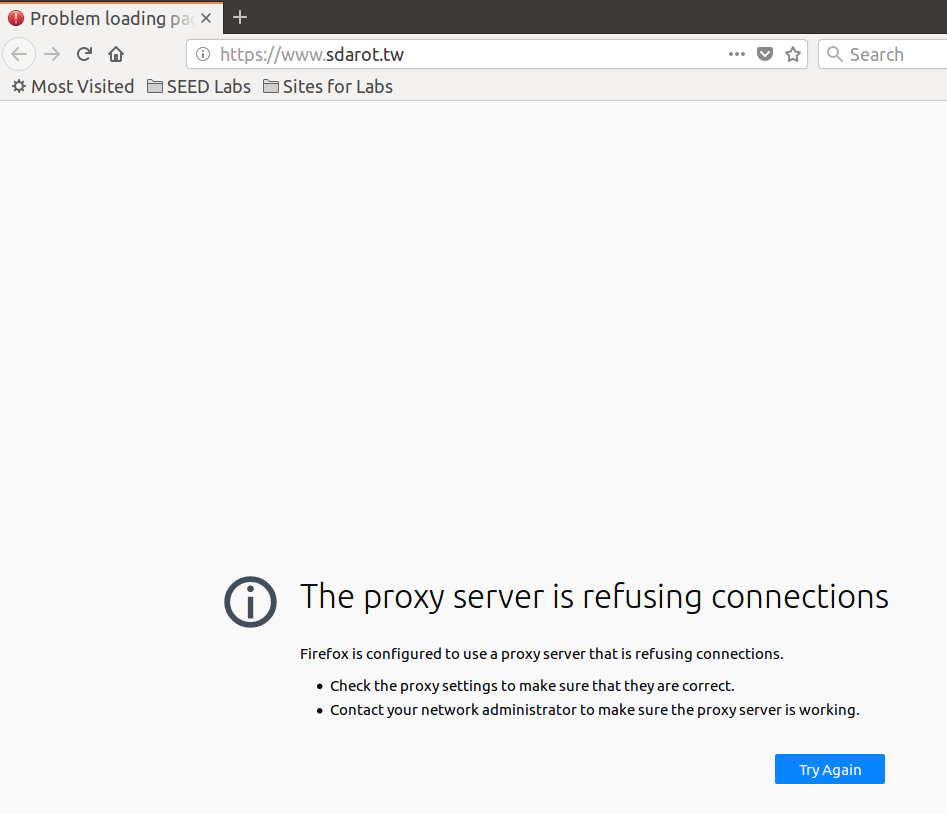 Problem loading pa
https://www.sdarot.tw
Search
Most Visited SEED Labs Sites for Labs
The proxy server is refusing connections
Firefox is configured to use a proxy server that is refusing connections.
• Check the proxy settings to make sure that they are correct.
• Contact your network administrator to make sure the proxy server is working.
Try Again